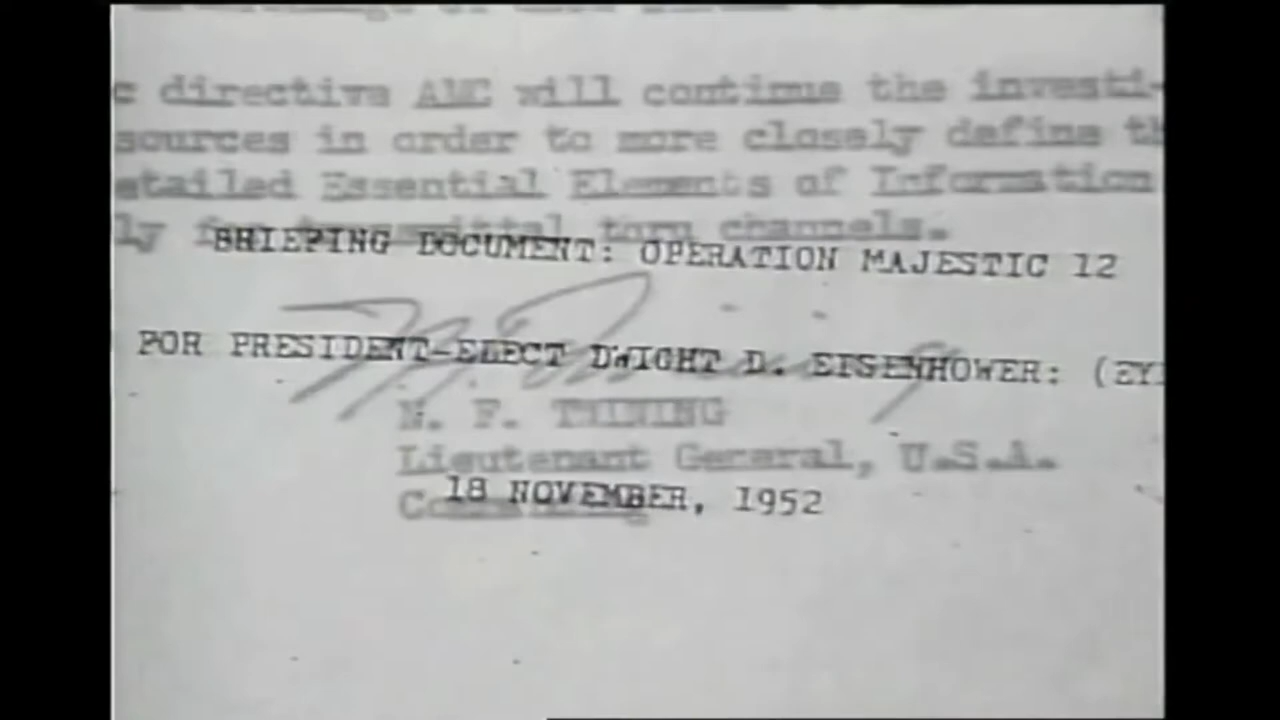 c directive AMC will continue the investi-
sources in order to more closely define th
etailed Essential Elements of Information
ly for transmittal thru channels.
BRIEFING DOCUMENT: OPERATION MAJESTIC 12
FOR PRESIDENT-ELECT DWIGHT D. EISENHOWER: (EY
N. F. TWINING
Lieutenant General, U.S.A.
18 NOVEMBER, 1952